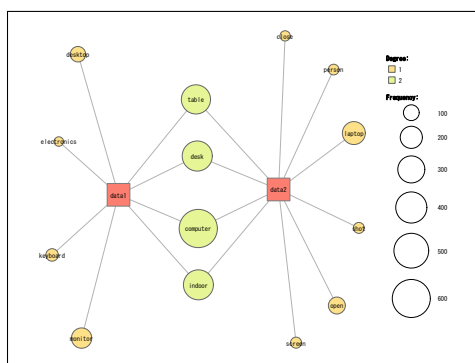 desktop
close
person
table
laptop
electronics
desk
data1
data2
computer
shot
keyboard
indoor
open
monitor
screen
Degree:
1
2
Frequency:
100
200
300
400
500
600